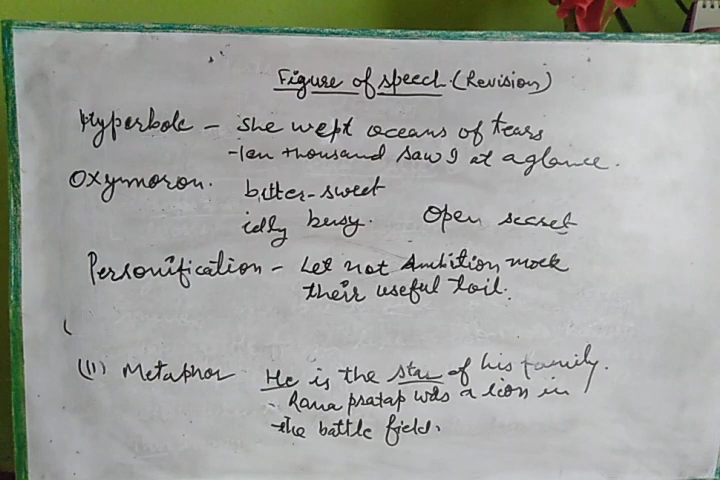 Figure of speech (Revision)
Hyperbole - She wept oceans of tears
- Ten thousand saw I at a glance.
Oxymoron. bitter-sweet
idly busy. Open secret
Personification - Let not Ambition mock
their useful toil.
(
(11) Metaphor He is the star of his family.
- Rana pratap was a lion in
the battle field.